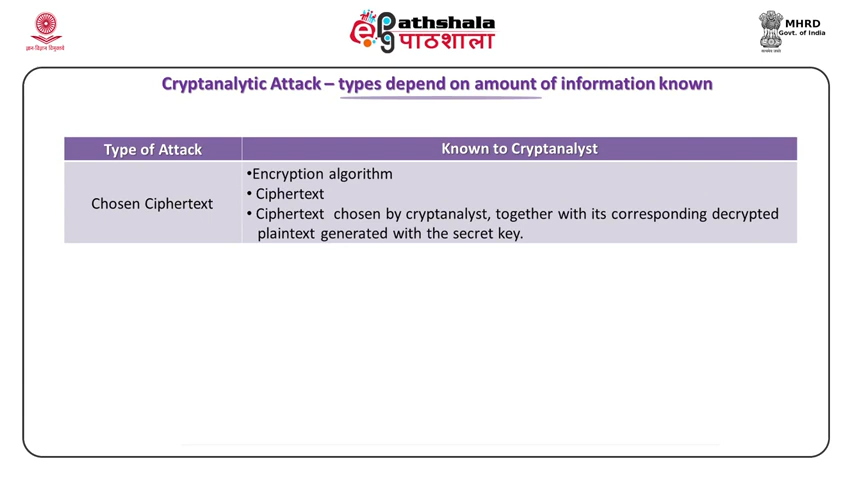 ePG Pathshala
पाठशाला
MHRD
Govt. of India
Cryptanalytic Attack – types depend on amount of information known
Type of Attack
Known to Cryptanalyst
Chosen Ciphertext
•Encryption algorithm
• Ciphertext
• Ciphertext chosen by cryptanalyst, together with its corresponding decrypted
plaintext generated with the secret key.